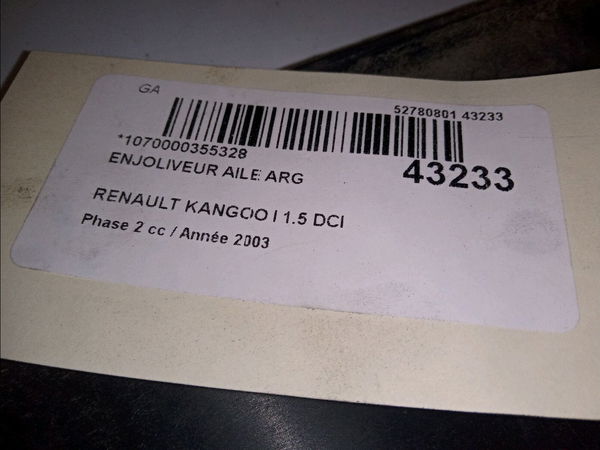 GA
52780801 43233
*1070000355328
43233
ENJOLIVEUR AILE ARG
RENAULT KANGOO I 1.5 DCI
Phase 2 cc / Année 2003